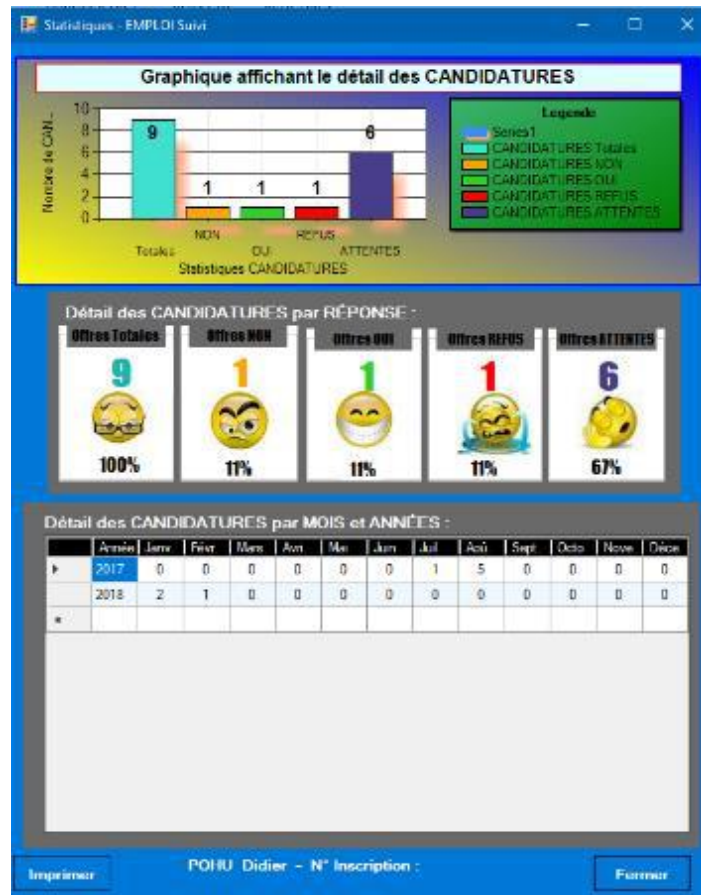 Statistiques - EMPLOI Suivi
Graphique affichant le détail des CANDIDATURES
Nombre de CAN...
10
8
6
4
2
0
9
1
1
1
6
Totales
NON
OUI
REFUS
ATTENTES
Statistiques CANDIDATURES
Legende
Series1
CANDIDATURES Totales
CANDIDATURES NON
CANDIDATURES OUI
CANDIDATURES REFUS
CANDIDATURES ATTENTES
Détail des CANDIDATURES par RÉPONSE :
Offres Totales Offres NON Offres OUI Offres REFUS Offres ATTENTES
9 1 1 1 6
100% 11% 11% 11% 67%
Détail des CANDIDATURES par MOIS et ANNÉES :
Année Janv Févr Mars Avri Mai Juin Juil Aoû Sept Octo Nove Déce
2017 0 0 0 0 0 0 1 5 0 0 0 0
2018 2 1 0 0 0 0 0 0 0 0 0 0
Imprimer POHU Didier - N° Inscription : Fermer